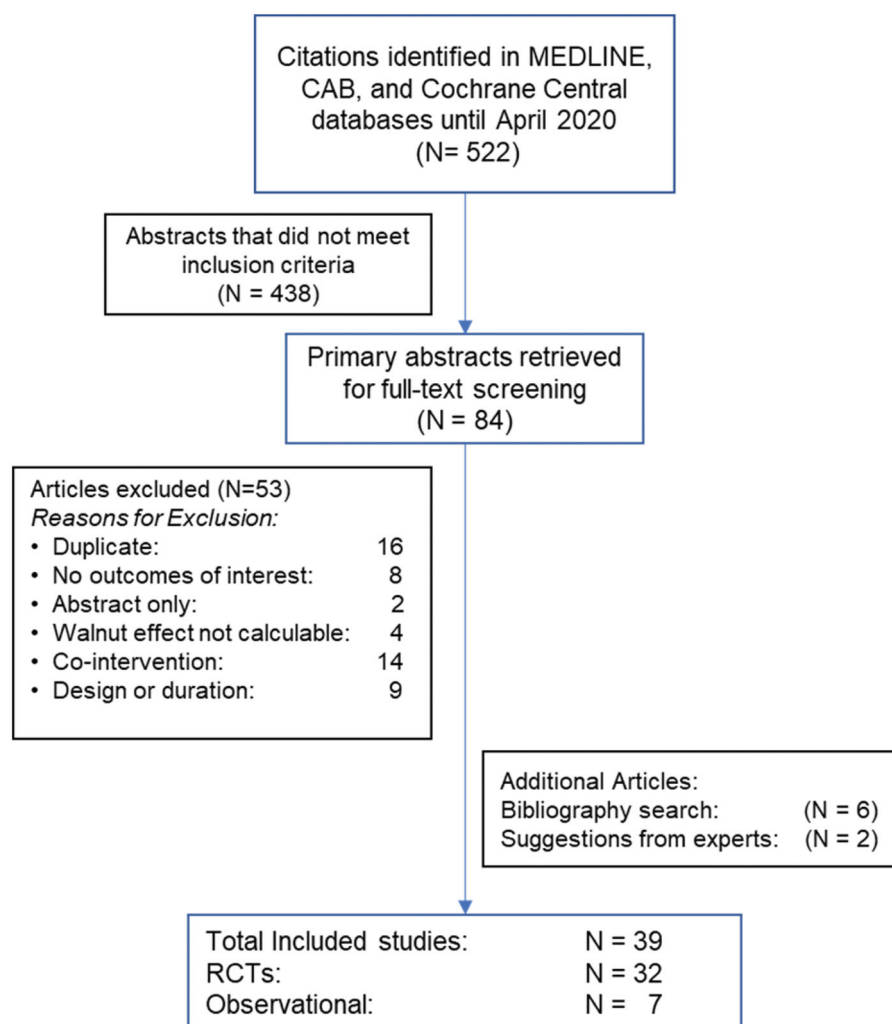 Citations identified in MEDLINE,
CAB, and Cochrane Central
databases until April 2020
(N= 522)
Abstracts that did not meet
inclusion criteria
(N = 438)
Primary abstracts retrieved
for full-text screening
(N = 84)
Articles excluded (N=53)
Reasons for Exclusion:
• Duplicate: 16
• No outcomes of interest: 8
• Abstract only: 2
• Walnut effect not calculable: 4
• Co-intervention: 14
• Design or duration: 9
Additional Articles:
Bibliography search: (N = 6)
Suggestions from experts: (N = 2)
Total Included studies: N = 39
RCTs: N = 32
Observational: N = 7